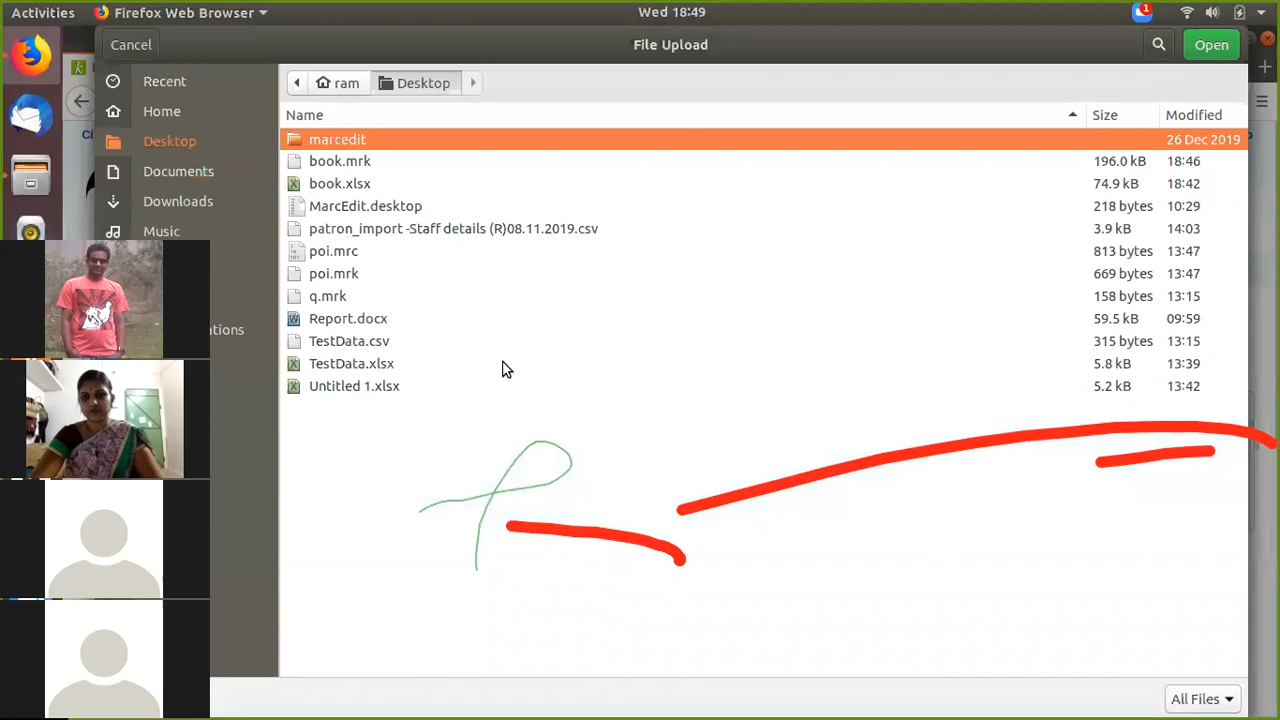 Activities Firefox Web Browser Wed 18:49 1
Cancel File Upload Open
Recent
Home
Desktop
Documents
Downloads
Music
ations
ram Desktop
Name Size Modified
marcedit 26 Dec 2019
book.mrk 196.0 kB 18:46
book.xlsx 74.9 kB 18:42
MarcEdit.desktop 218 bytes 10:29
patron_import -Staff details (R)08.11.2019.csv 3.9 kB 14:03
poi.mrc 813 bytes 13:47
poi.mrk 669 bytes 13:47
q.mrk 158 bytes 13:15
Report.docx 59.5 kB 09:59
TestData.csv 315 bytes 13:15
TestData.xlsx 5.8 kB 13:39
Untitled 1.xlsx 5.2 kB 13:42
All Files